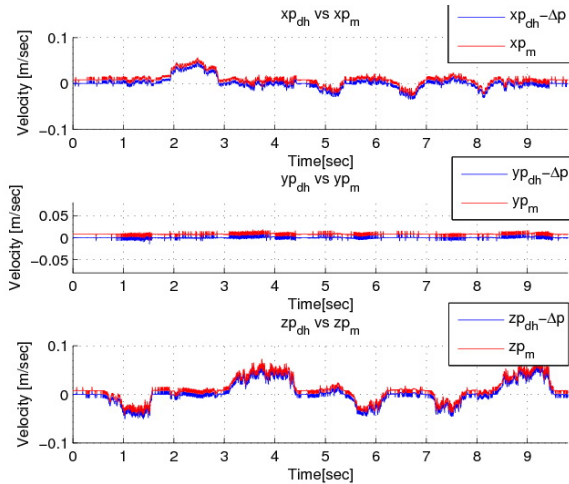 xp_dh vs xp_m
xp_dh−Δp
xp_m
Velocity [m/sec]
0.1
0
−0.1
0 1 2 3 4 5 6 7 8 9
Time[sec]
yp_dh vs yp_m
yp_dh−Δp
yp_m
Velocity [m/sec]
0.05
0
−0.05
0 1 2 3 4 5 6 7 8 9
Time[sec]
zp_dh vs zp_m
zp_dh−Δp
zp_m
Velocity [m/sec]
0.1
0
−0.1
0 1 2 3 4 5 6 7 8 9
Time[sec]